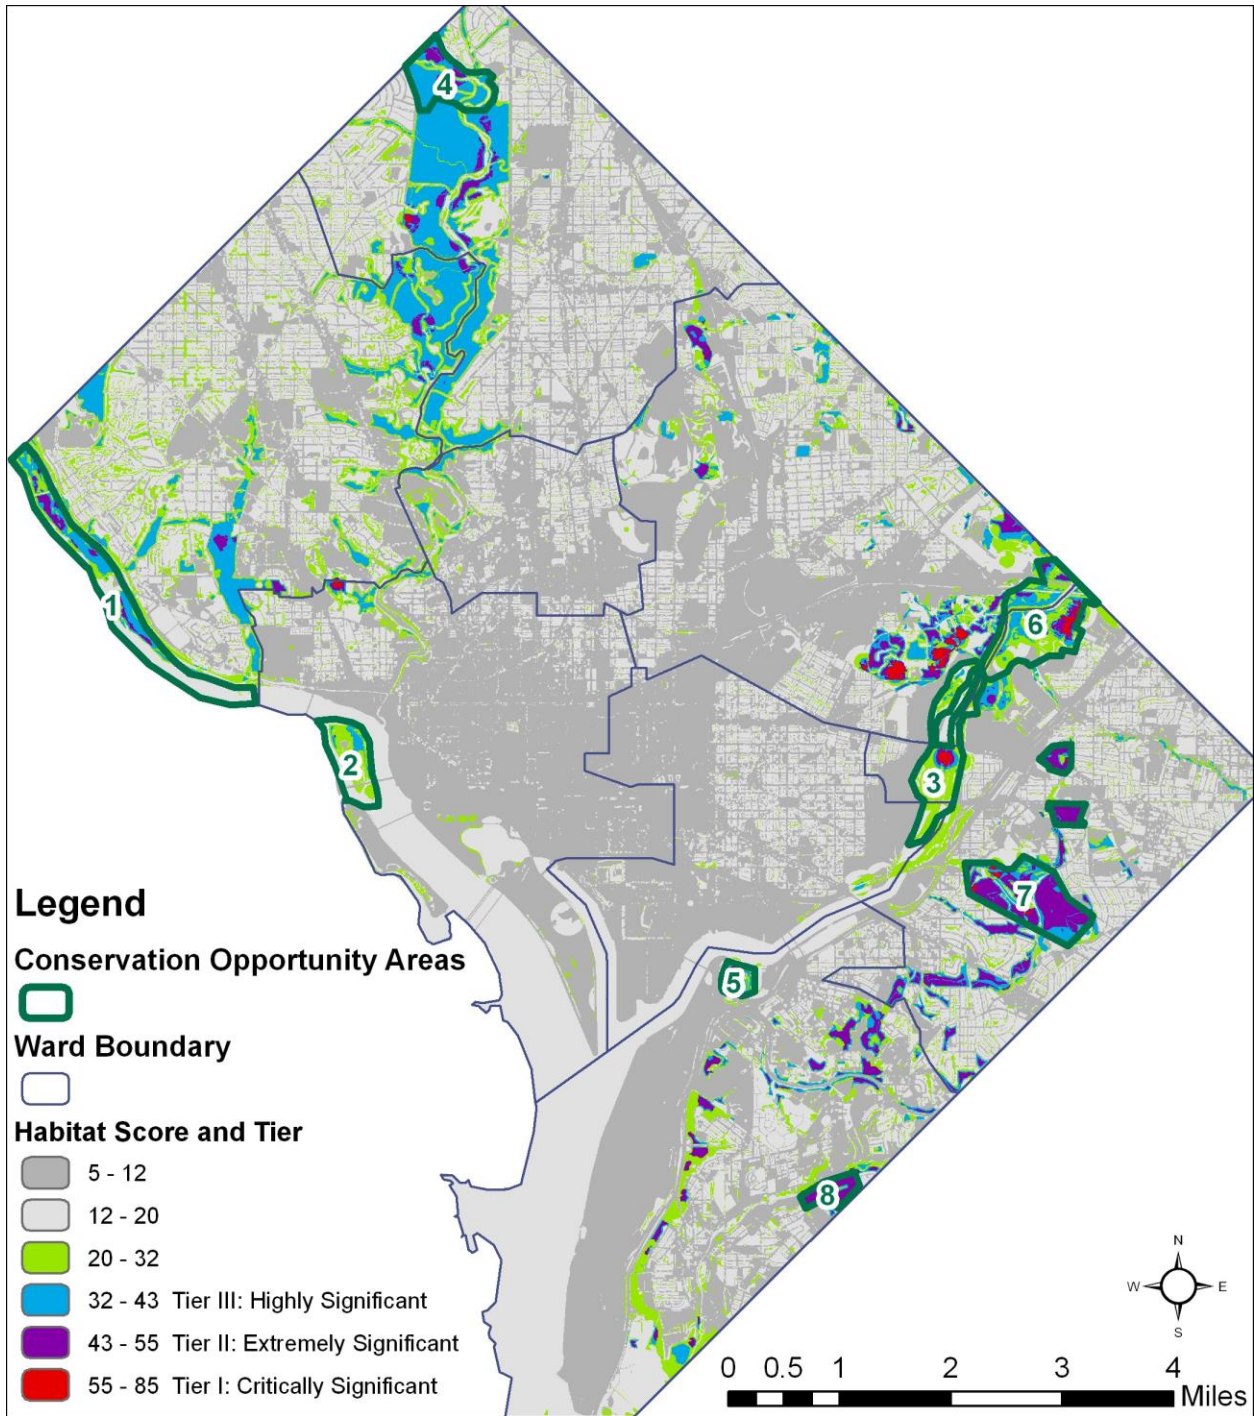 4
6
1
2
3
7
5
8
Legend
Conservation Opportunity Areas
Ward Boundary
Habitat Score and Tier
5 - 12
12 - 20
20 - 32
32 - 43 Tier III: Highly Significant
43 - 55 Tier II: Extremely Significant
55 - 85 Tier I: Critically Significant
N
W E
S
0 0.5 1 2 3 4
Miles